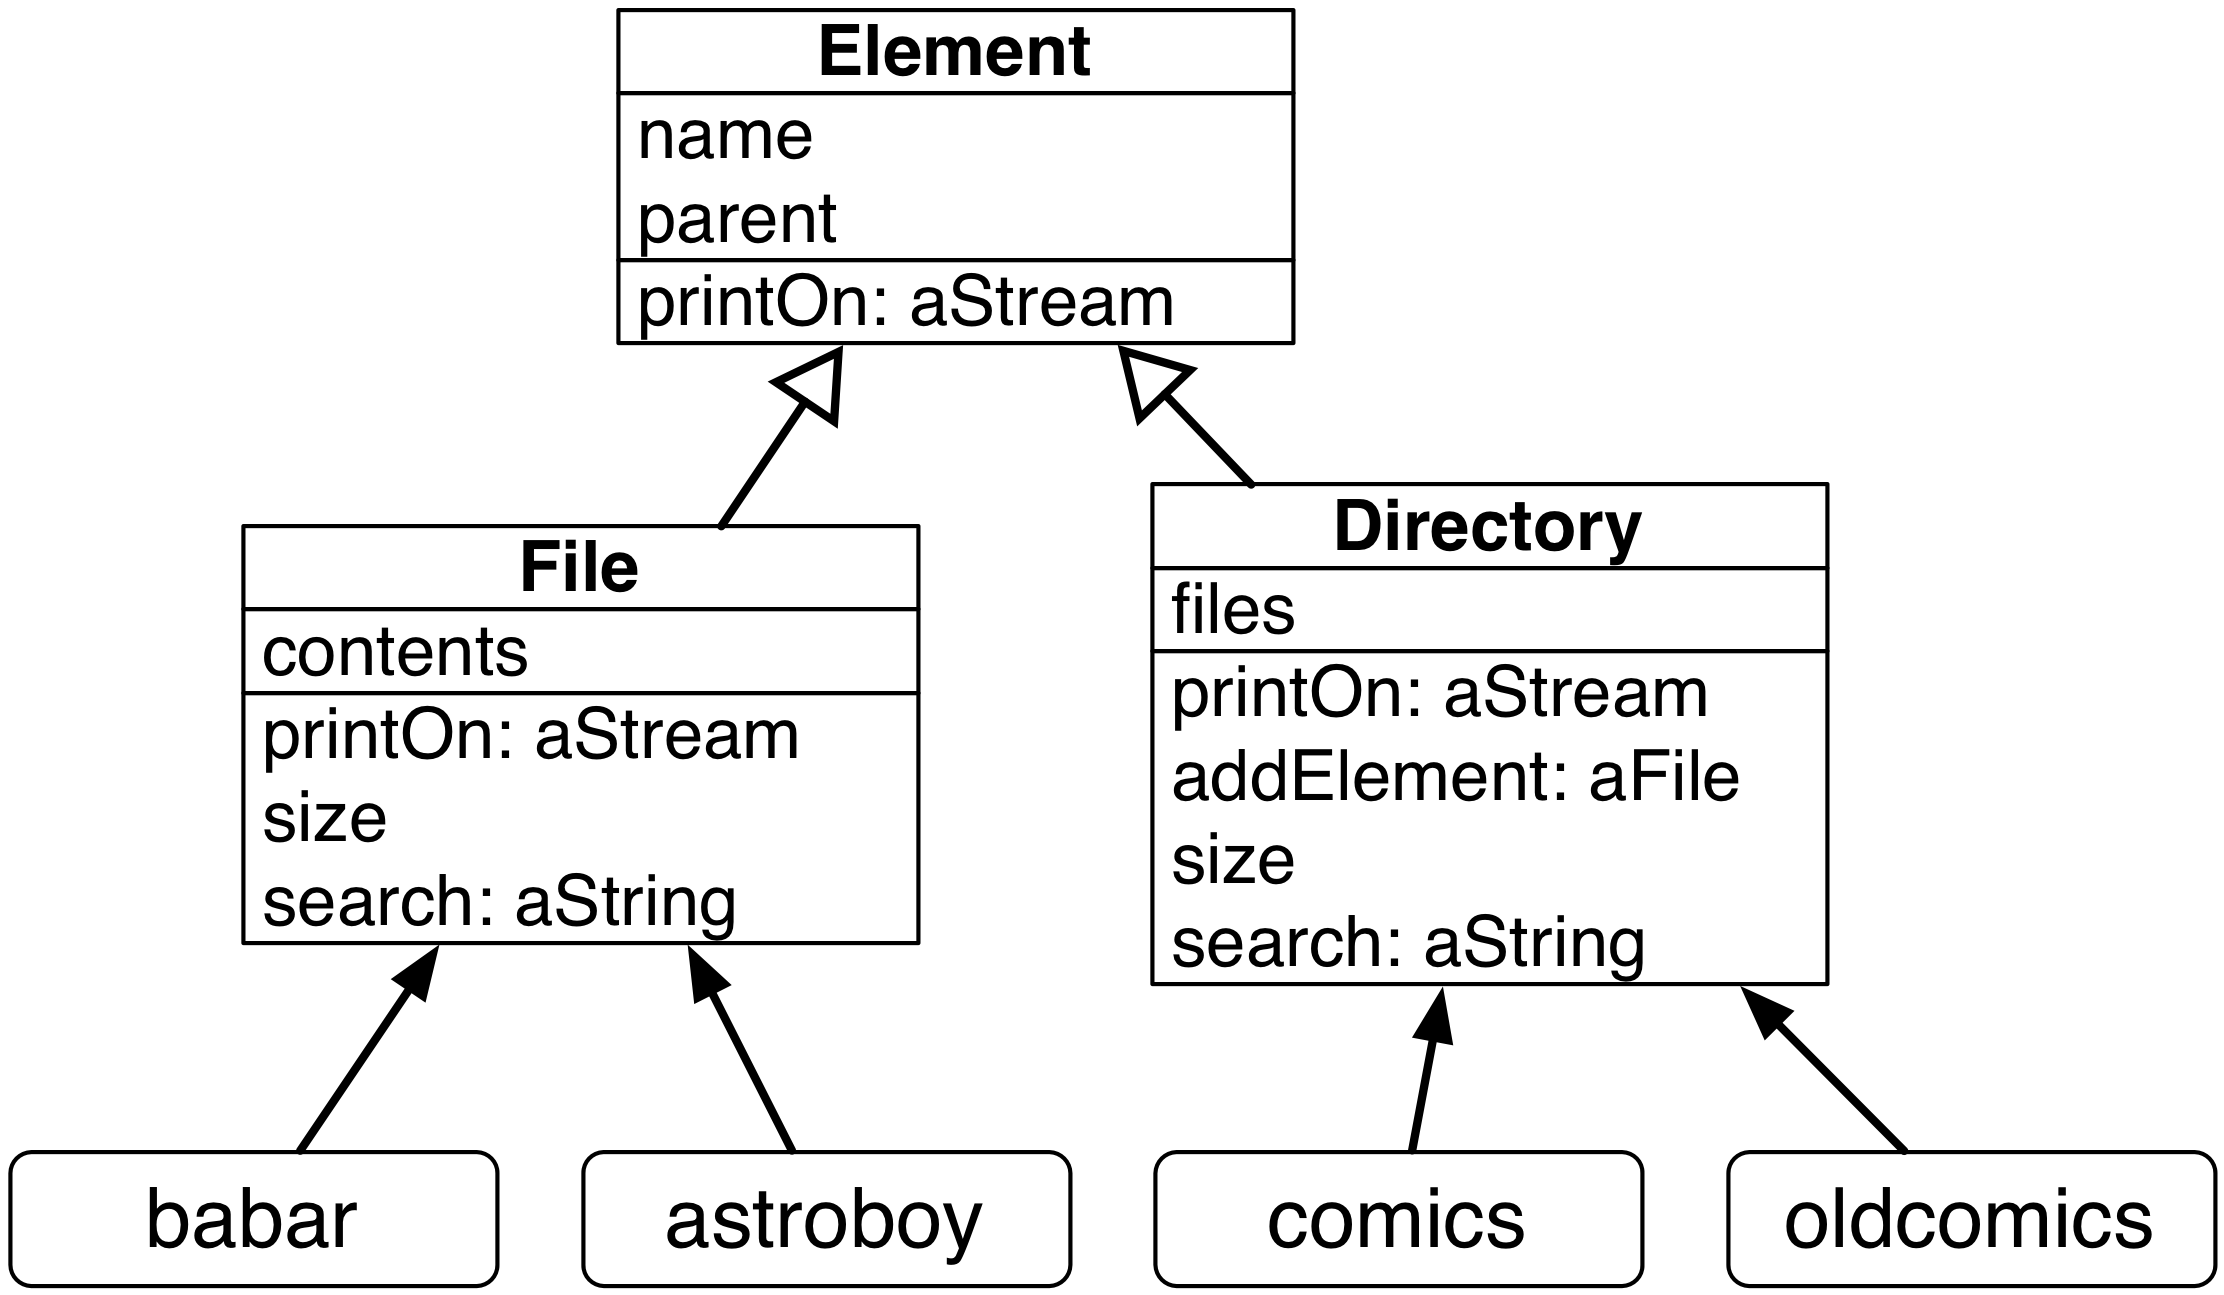 Element
name
parent
printOn: aStream
File
contents
printOn: aStream
size
search: aString
Directory
files
printOn: aStream
addElement: aFile
size
search: aString
babar
astroboy
comics
oldcomics